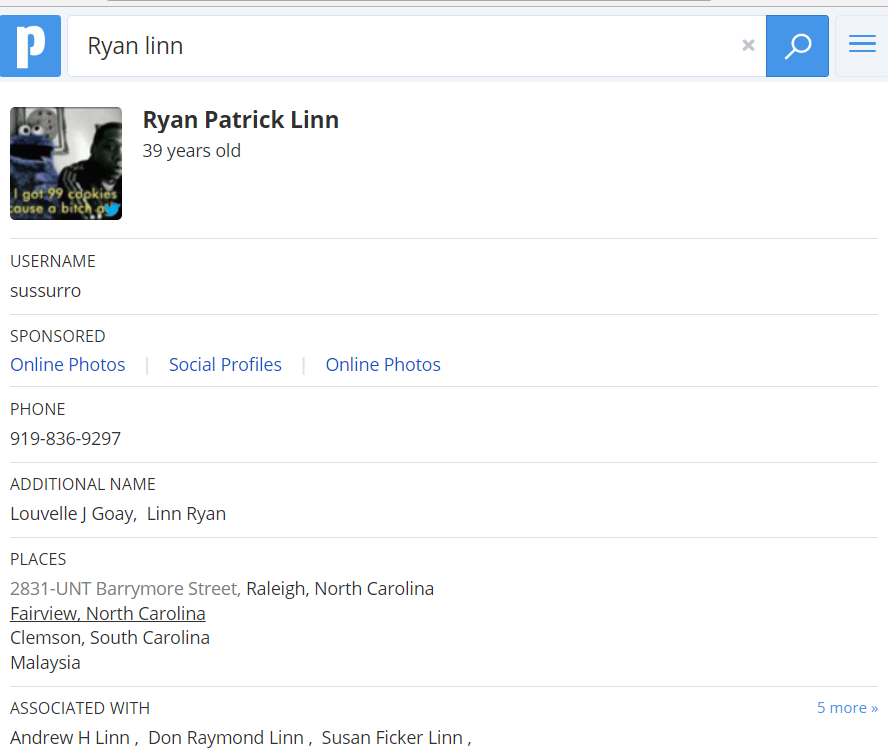 p
Ryan linn
Ryan Patrick Linn
39 years old
I got 99 cookies
cause a bitch a
USERNAME
sussurro
SPONSORED
Online Photos | Social Profiles | Online Photos
PHONE
919-836-9297
ADDITIONAL NAME
Louvelle J Goay, Linn Ryan
PLACES
2831-UNT Barrymore Street, Raleigh, North Carolina
Fairview, North Carolina
Clemson, South Carolina
Malaysia
ASSOCIATED WITH 5 more »
Andrew H Linn , Don Raymond Linn , Susan Ficker Linn ,